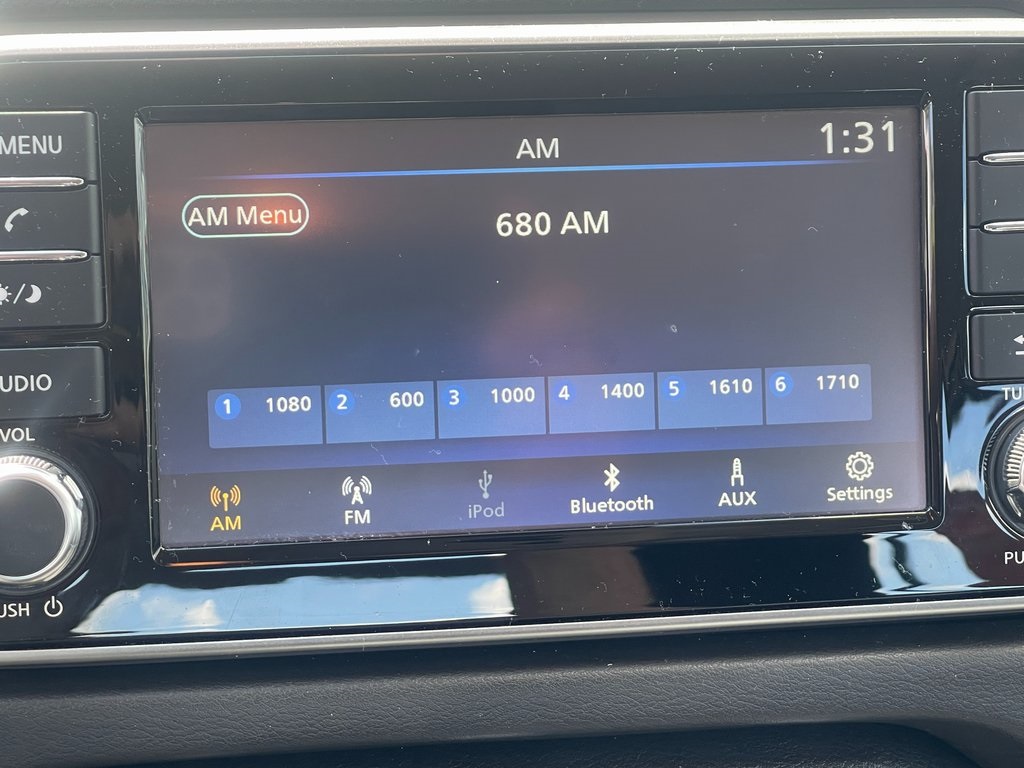 MENU
AM
1:31
AM Menu
680 AM
1 1080
2 600
3 1000
4 1400
5 1610
6 1710
UDIO
VOL
TU
AM
FM
iPod
Bluetooth
AUX
Settings
USH
PU